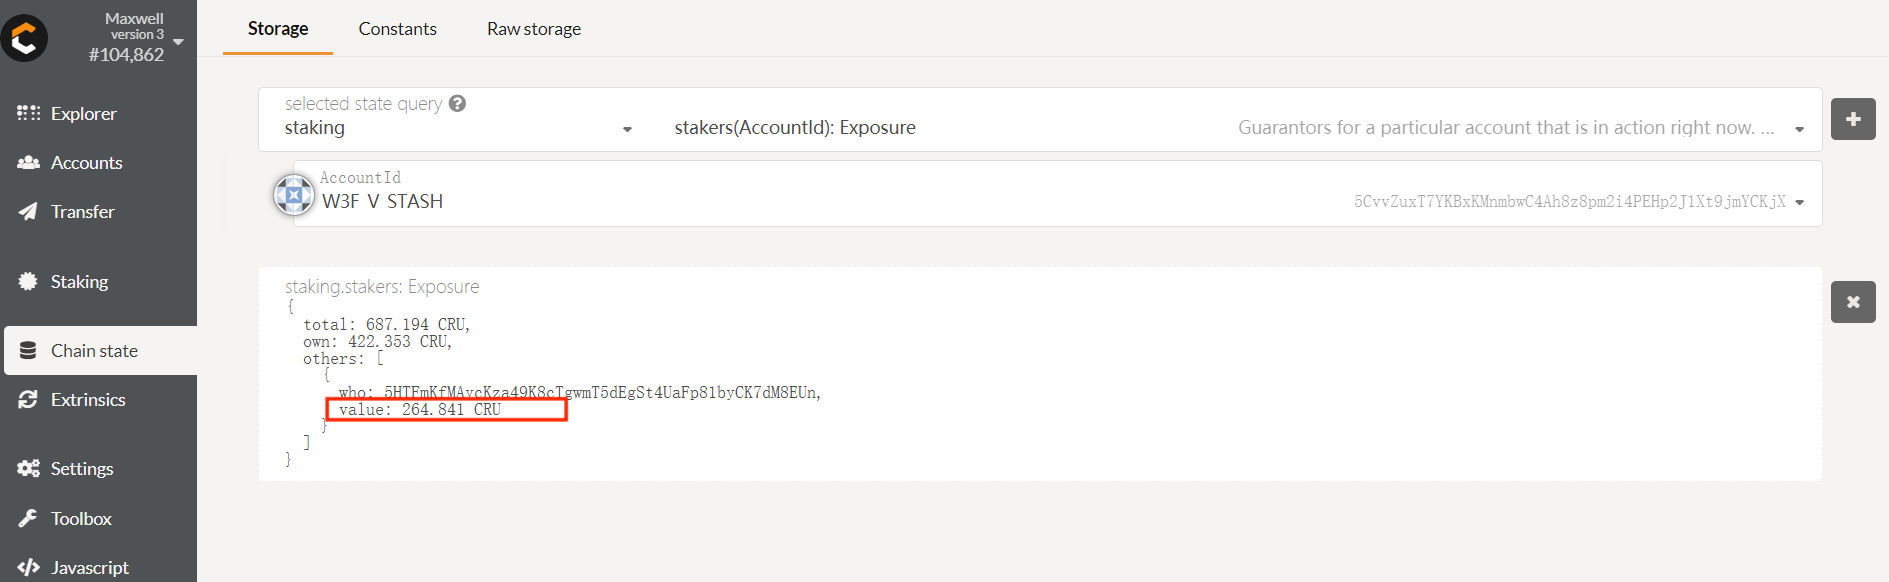 Maxwell
version 3
#104,862
Explorer
Accounts
Transfer
Staking
Chain state
Extrinsics
Settings
Toolbox
Javascript
Storage
Constants
Raw storage
selected state query ?
staking
stakers(AccountId): Exposure
Guarantors for a particular account that is in action right now. ...
AccountId
W3F V STASH
5CvvZuxT7YKBxKMnmbwC4Ah8z8pm2i4PEHp2J1Xt9jmYCKjX
staking.stakers: Exposure
{
total: 687.194 CRU,
own: 422.353 CRU,
others: [
{
who: 5HTFmKfMAycKza49K8cTgwmT5dEgSt4UaFp81byCK7dM8EUn,
value: 264.841 CRU
}
]
}